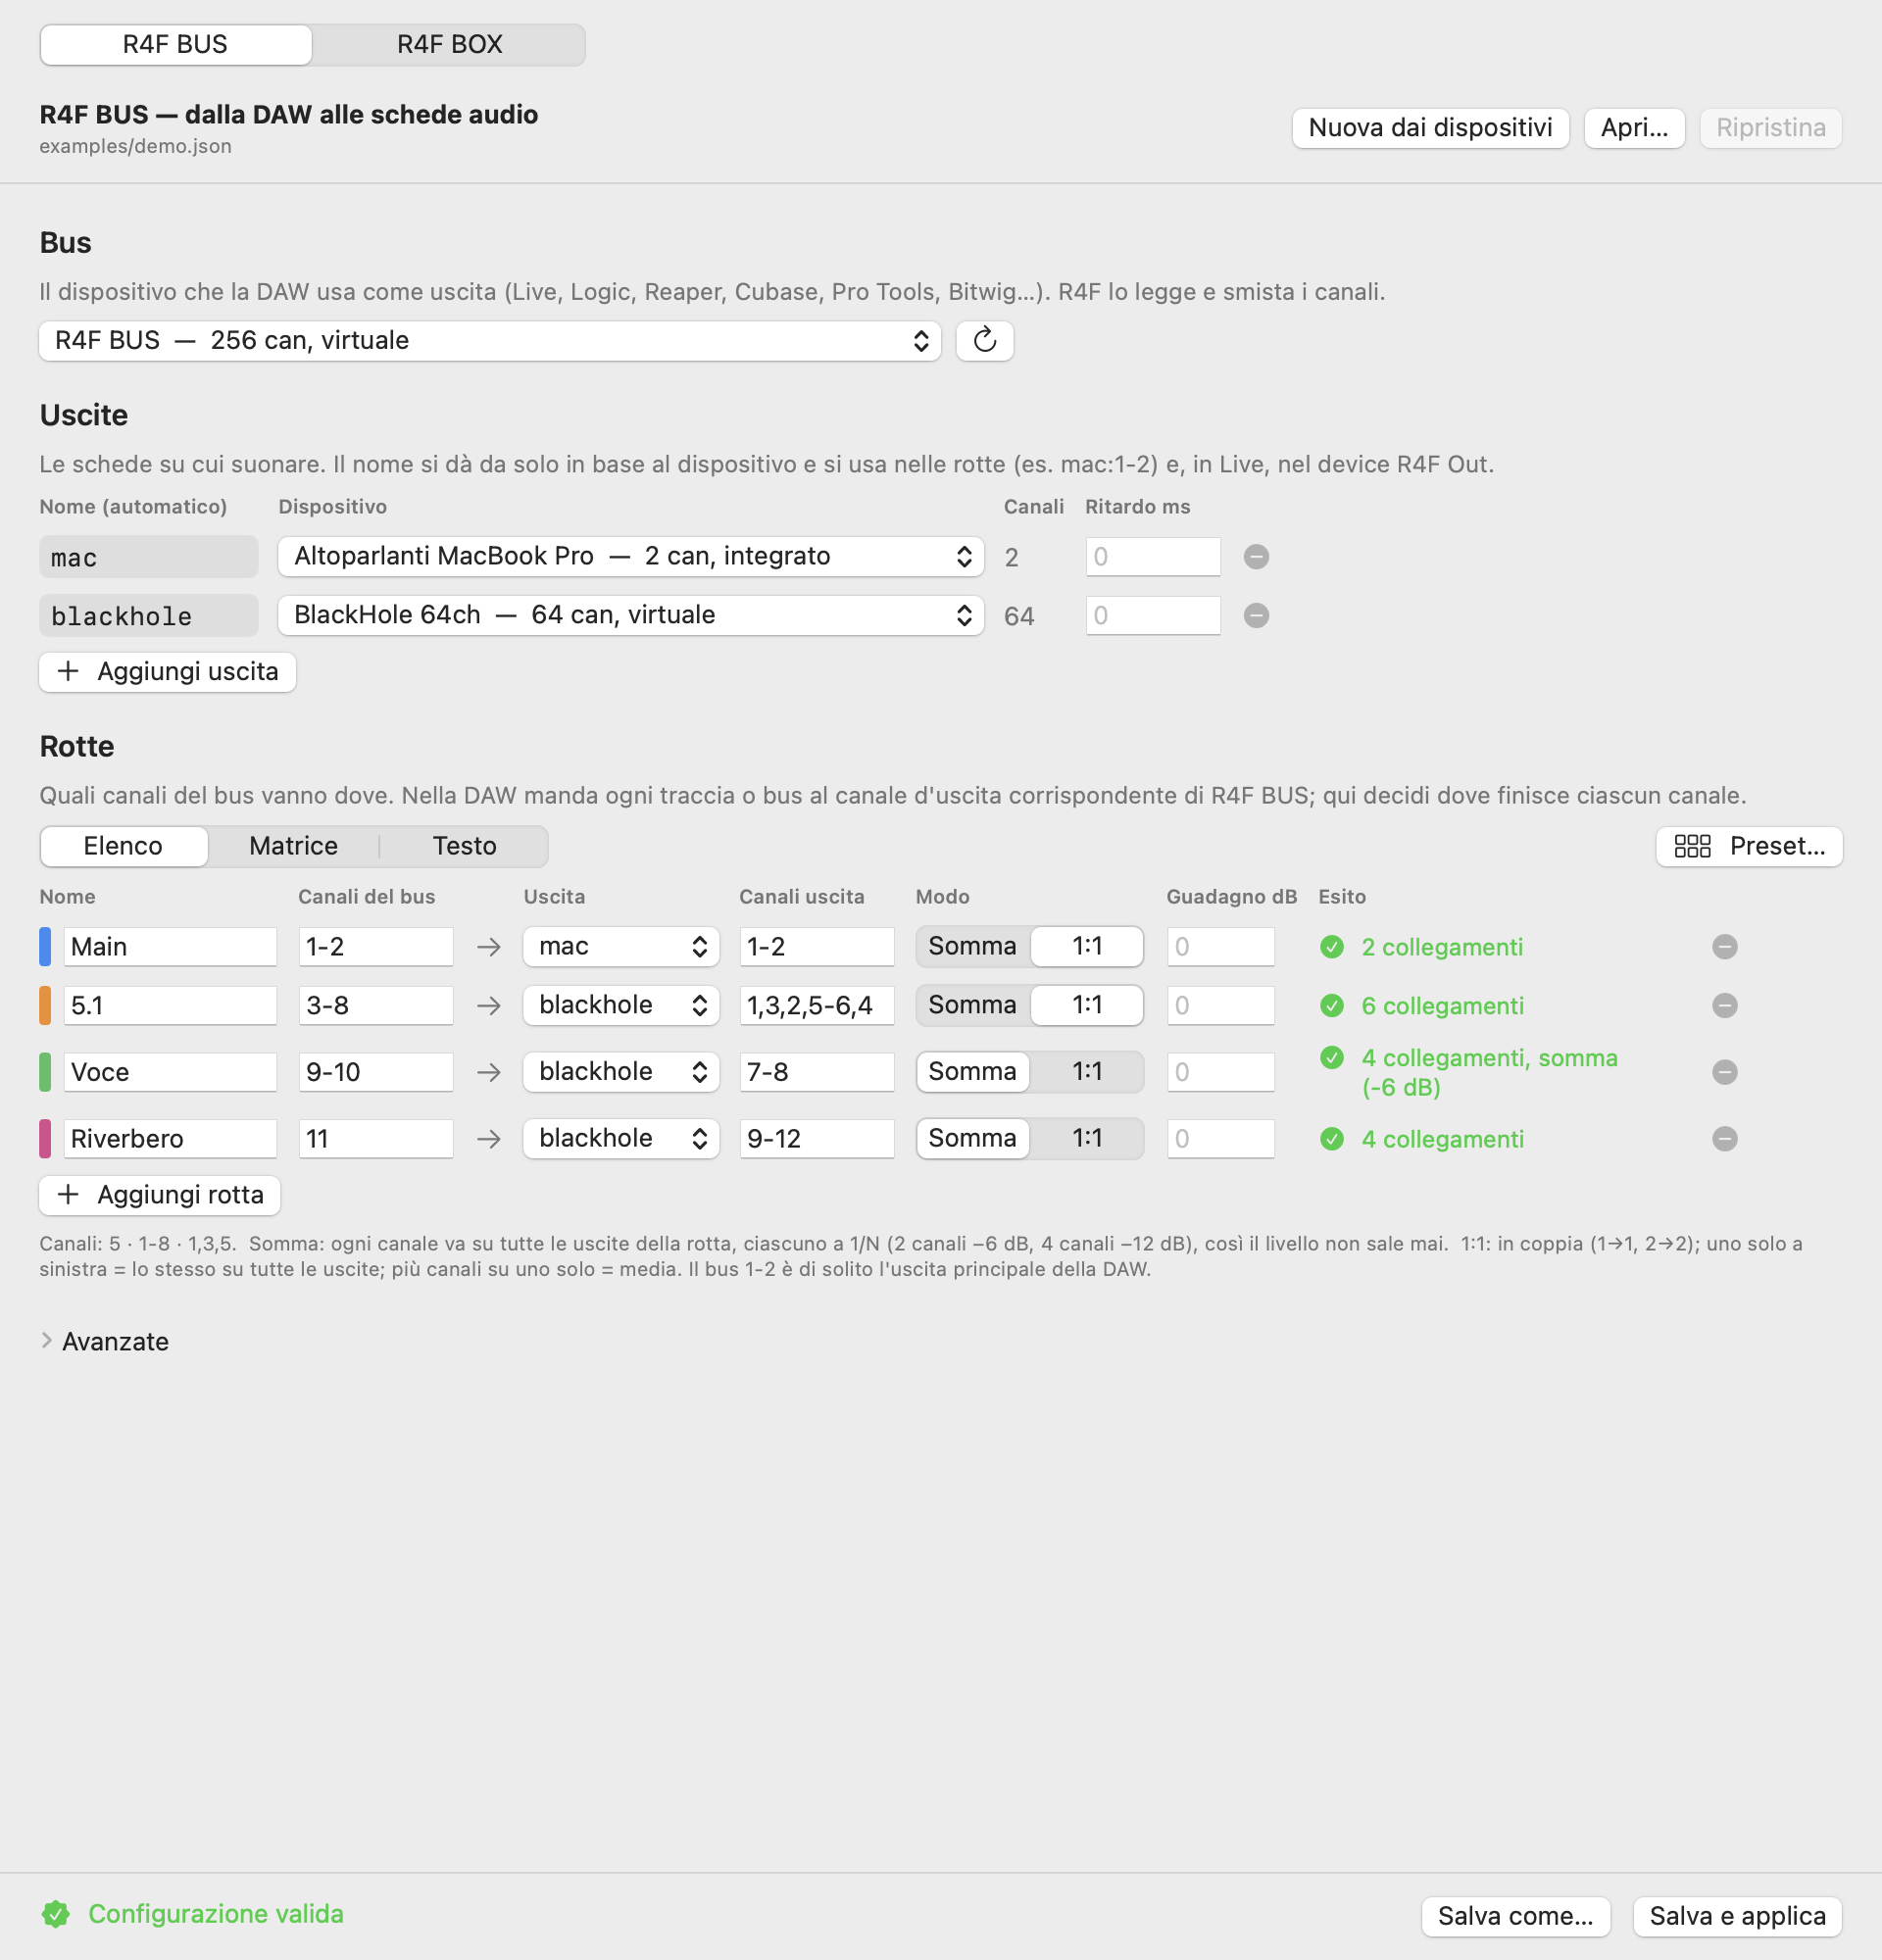 R4F BUS
R4F BOX
R4F BUS — dalla DAW alle schede audio
examples/demo.json
Nuova dai dispositivi
Apri...
Ripristina
Bus
Il dispositivo che la DAW usa come uscita (Live, Logic, Reaper, Cubase, Pro Tools, Bitwig...). R4F lo legge e smista i canali.
R4F BUS — 256 can, virtuale
Uscite
Le schede su cui suonare. Il nome si dà da solo in base al dispositivo e si usa nelle rotte (es. mac:1-2) e, in Live, nel device R4F Out.
Nome (automatico) Dispositivo Canali Ritardo ms
mac Altoparlanti MacBook Pro — 2 can, integrato 2 0
blackhole BlackHole 64ch — 64 can, virtuale 64 0
+ Aggiungi uscita
Rotte
Quali canali del bus vanno dove. Nella DAW manda ogni traccia o bus al canale d'uscita corrispondente di R4F BUS; qui decidi dove finisce ciascun canale.
Elenco Matrice Testo Preset...
Nome Canali del bus Uscita Canali uscita Modo Guadagno dB Esito
Main 1-2 → mac 1-2 Somma 1:1 0 2 collegamenti
5.1 3-8 → blackhole 1,3,2,5-6,4 Somma 1:1 0 6 collegamenti
Voce 9-10 → blackhole 7-8 Somma 1:1 0 4 collegamenti, somma
(-6 dB)
Riverbero 11 → blackhole 9-12 Somma 1:1 0 4 collegamenti
+ Aggiungi rotta
Canali: 5 · 1-8 · 1,3,5. Somma: ogni canale va su tutte le uscite della rotta, ciascuno a 1/N (2 canali −6 dB, 4 canali −12 dB), così il livello non sale mai. 1:1: in coppia (1→1, 2→2); uno solo a
sinistra = lo stesso su tutte le uscite; più canali su uno solo = media. Il bus 1-2 è di solito l'uscita principale della DAW.
Avanzate
Configurazione valida
Salva come...
Salva e applica